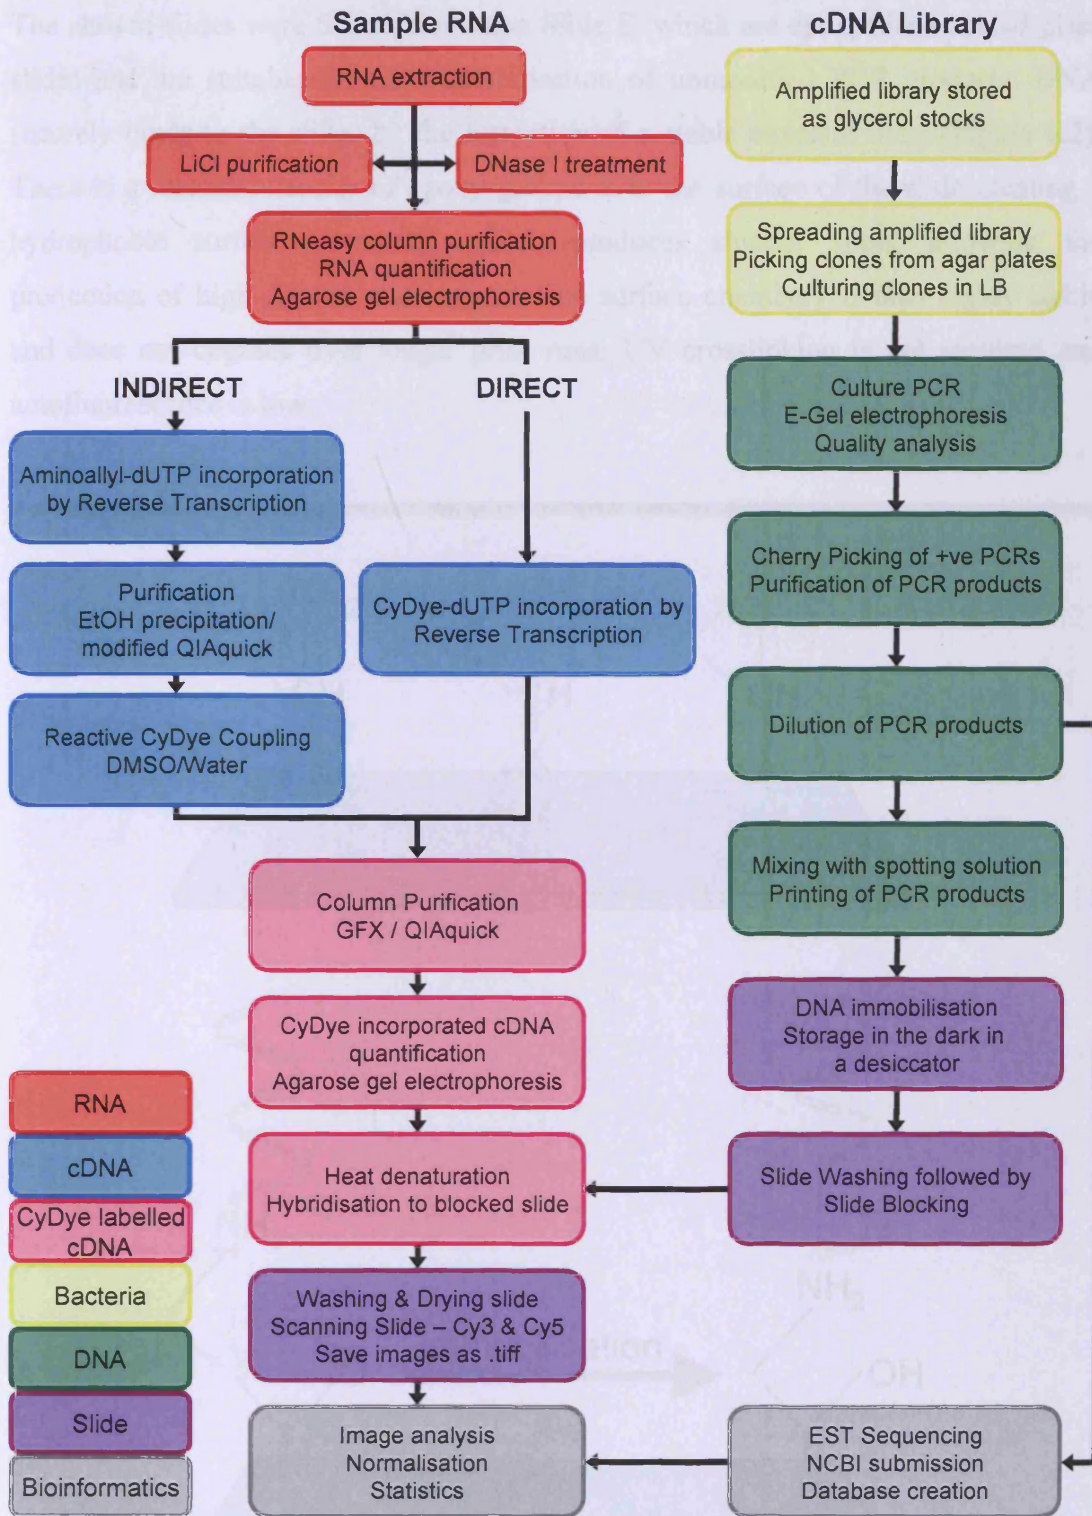 Sample RNA
RNA extraction
LiCl purification
DNase I treatment
RNeasy column purification
RNA quantification
Agarose gel electrophoresis
INDIRECT
DIRECT
Aminoallyl-dUTP incorporation
by Reverse Transcription
Purification
EtOH precipitation/
modified QIAquick
Reactive CyDye Coupling
DMSO/Water
CyDye-dUTP incorporation by
Reverse Transcription
Column Purification
GFX / QIAquick
CyDye incorporated cDNA
quantification
Agarose gel electrophoresis
Heat denaturation
Hybridisation to blocked slide
Washing & Drying slide
Scanning Slide – Cy3 & Cy5
Save images as .tiff
Image analysis
Normalisation
Statistics
cDNA Library
Amplified library stored
as glycerol stocks
Spreading amplified library
Picking clones from agar plates
Culturing clones in LB
Culture PCR
E-Gel electrophoresis
Quality analysis
Cherry Picking of +ve PCRs
Purification of PCR products
Dilution of PCR products
Mixing with spotting solution
Printing of PCR products
DNA immobilisation
Storage in the dark in
a desiccator
Slide Washing followed by
Slide Blocking
EST Sequencing
NCBI submission
Database creation
RNA
cDNA
CyDye labelled
cDNA
Bacteria
DNA
Slide
Bioinformatics
NH2
OH